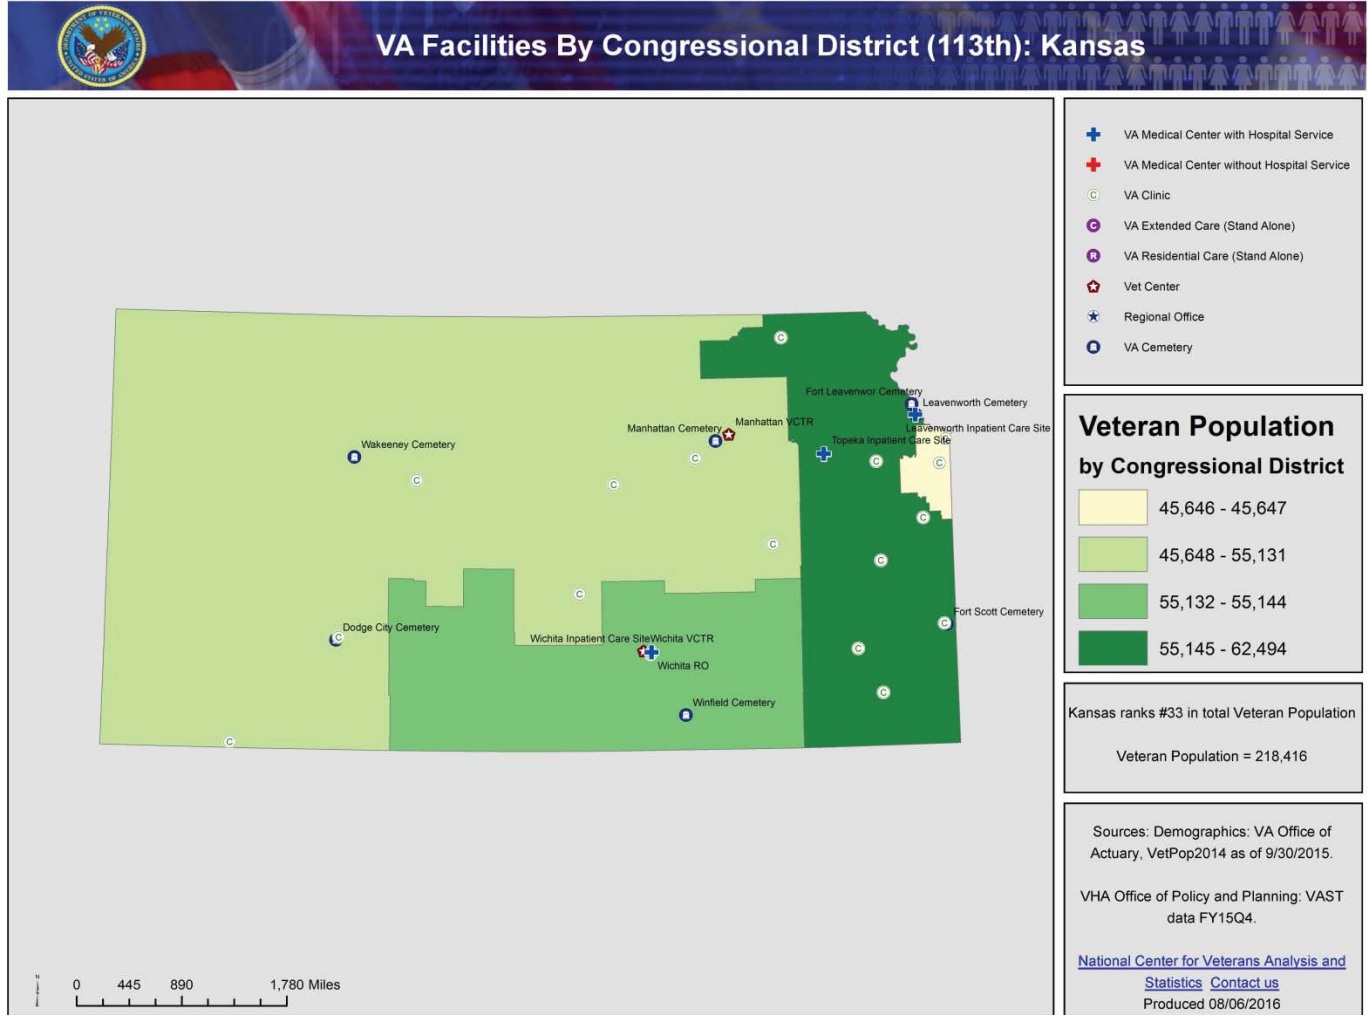 VA Facilities By Congressional District (113th): Kansas
VA Medical Center with Hospital Service
VA Medical Center without Hospital Service
C VA Clinic
C VA Extended Care (Stand Alone)
R VA Residential Care (Stand Alone)
Vet Center
Regional Office
VA Cemetery
C
Fort Leavenwor Cemetery
Leavenworth Cemetery
Manhattan VCTR
Manhattan Cemetery
Leavenworth Inpatient Care Site
Topeka Inpatient Care Site
Wakeeney Cemetery
C
C
C
C
C
C
C
C
C
Fort Scott Cemetery
C
Dodge City Cemetery
C
Wichita Inpatient Care Site
Wichita VCTR
C
Wichita RO
C
Winfield Cemetery
C
Veteran Population
by Congressional District
45,646 - 45,647
45,648 - 55,131
55,132 - 55,144
55,145 - 62,494
Kansas ranks #33 in total Veteran Population
Veteran Population = 218,416
Sources: Demographics: VA Office of
Actuary, VetPop2014 as of 9/30/2015.
VHA Office of Policy and Planning: VAST
data FY15Q4.
National Center for Veterans Analysis and
Statistics Contact us
Produced 08/06/2016
N
0 445 890 1,780 Miles